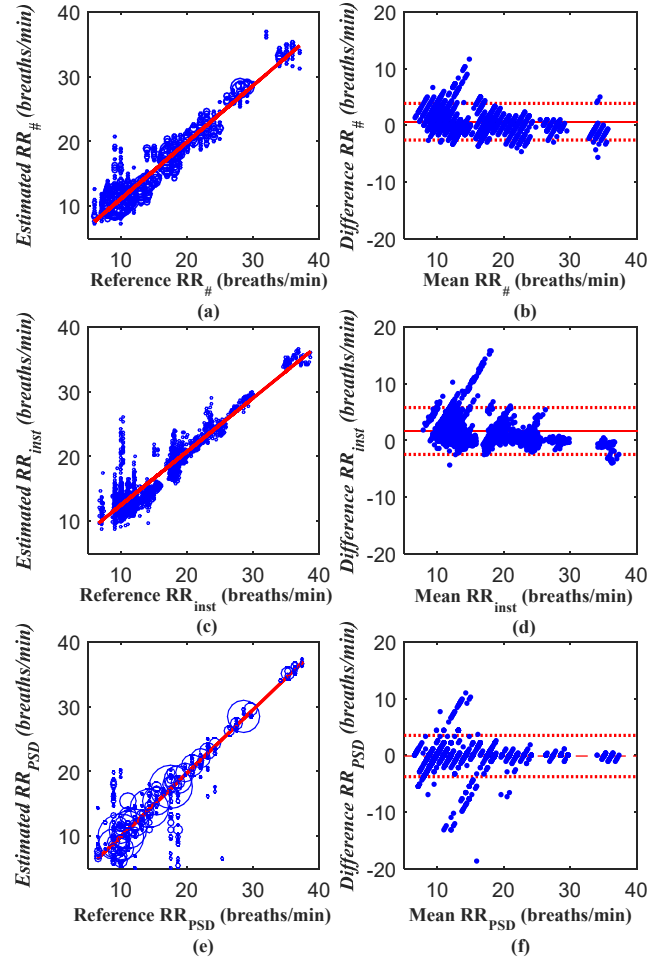 40
30
20
10
Estimated RR# (breaths/min)
10 20 30 40
Reference RR# (breaths/min)
(a)
20
10
0
-10
-20
Difference RR# (breaths/min)
10 20 30 40
Mean RR# (breaths/min)
(b)
40
30
20
10
Estimated RRinst (breaths/min)
10 20 30 40
Reference RRinst (breaths/min)
(c)
20
10
0
-10
-20
Difference RRinst (breaths/min)
10 20 30 40
Mean RRinst (breaths/min)
(d)
40
30
20
10
Estimated RRPSD (breaths/min)
10 20 30 40
Reference RRPSD (breaths/min)
(e)
20
10
0
-10
-20
Difference RRPSD (breaths/min)
10 20 30 40
Mean RRPSD (breaths/min)
(f)